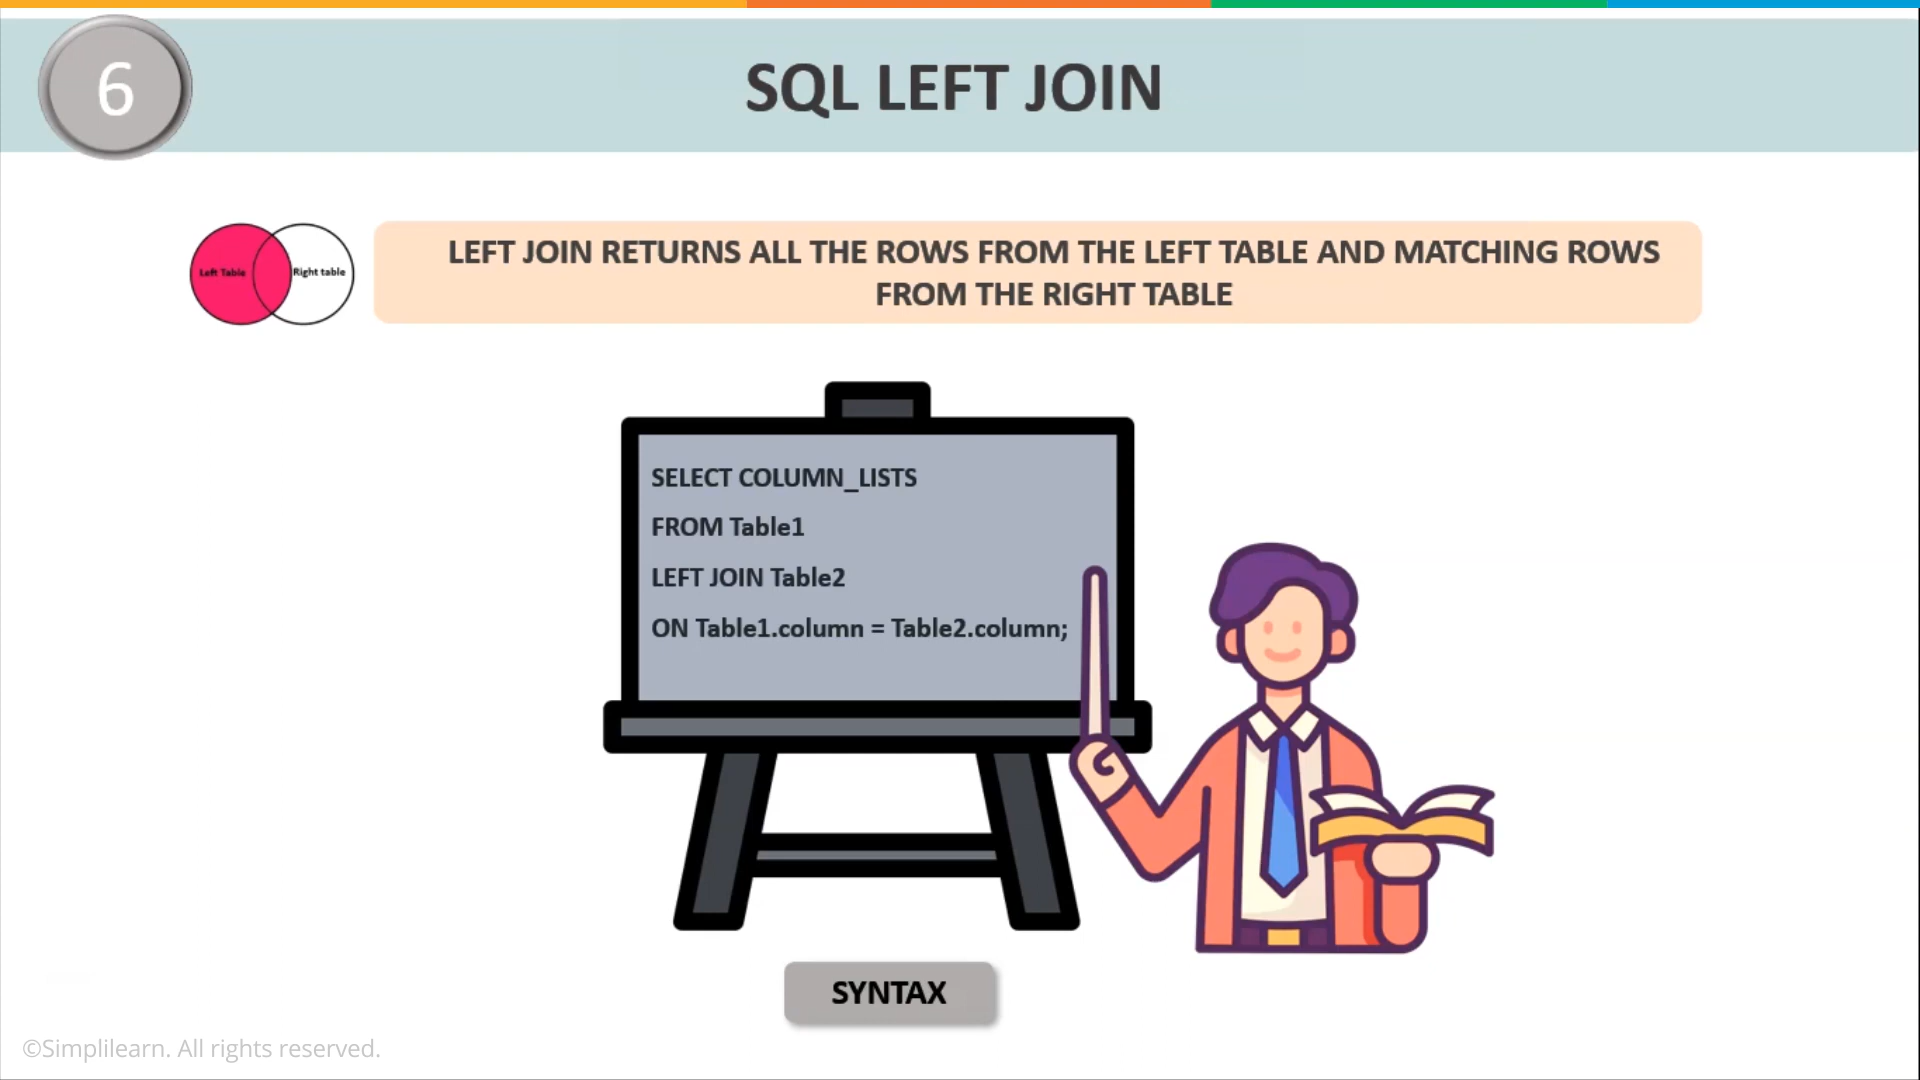 6
SQL LEFT JOIN
Left Table
Right table
LEFT JOIN RETURNS ALL THE ROWS FROM THE LEFT TABLE AND MATCHING ROWS
FROM THE RIGHT TABLE
SELECT COLUMN_LISTS
FROM Table1
LEFT JOIN Table2
ON Table1.column = Table2.column;
SYNTAX
©Simplilearn. All rights reserved.